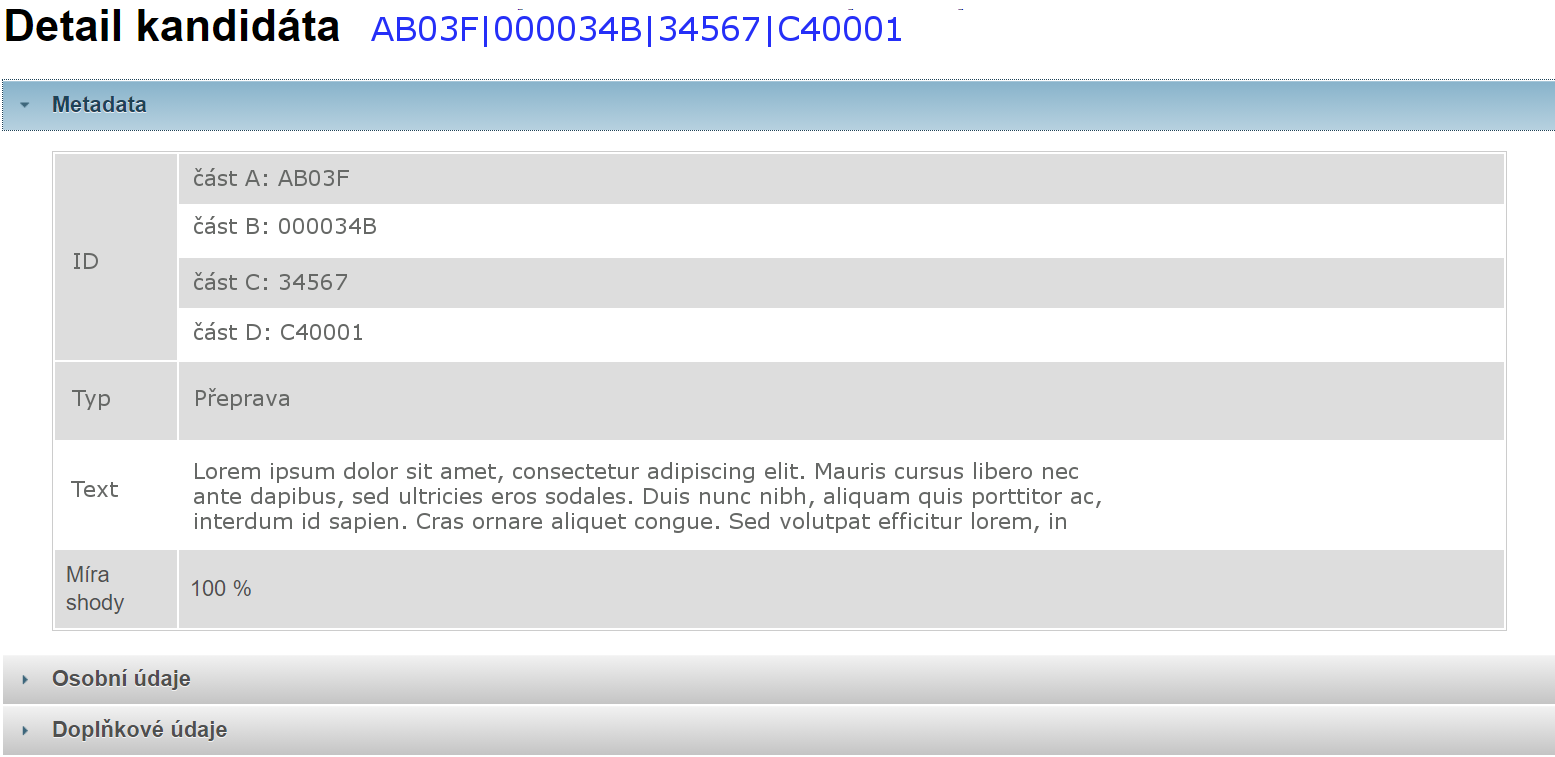 Detail kandidáta AB03F|000034B|34567|C40001
Metadata
ID
část A: AB03F
část B: 000034B
část C: 34567
část D: C40001
Typ
Přeprava
Text
Lorem ipsum dolor sit amet, consectetur adipiscing elit. Mauris cursus libero nec
ante dapibus, sed ultricies eros sodales. Duis nunc nibh, aliquam quis porttitor ac,
interdum id sapien. Cras ornare aliquet congue. Sed volutpat efficitur lorem, in
Míra
shody
100 %
Osobní údaje
Doplňkové údaje